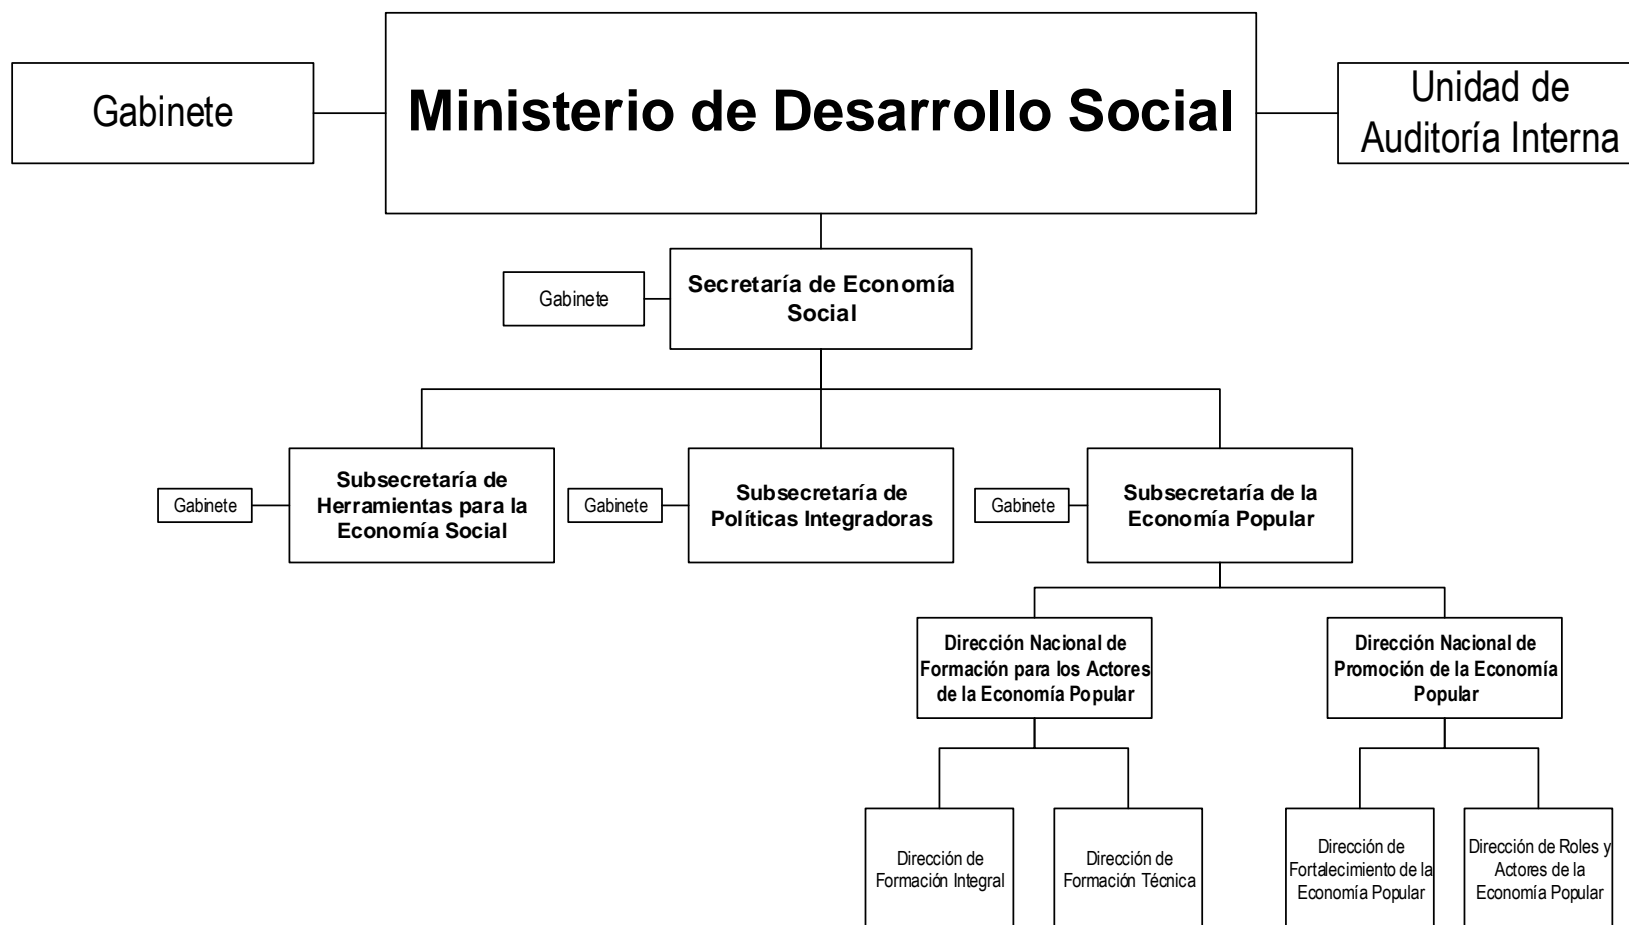 Gabinete
Ministerio de Desarrollo Social
Unidad de
Auditoría Interna
Gabinete
Secretaría de Economía
Social
Gabinete
Subsecretaría de
Herramientas para la
Economía Social
Gabinete
Subsecretaría de
Políticas Integradoras
Gabinete
Subsecretaría de la
Economía Popular
Dirección Nacional de
Formación para los Actores
de la Economía Popular
Dirección Nacional de
Promoción de la Economía
Popular
Dirección de
Formación Integral
Dirección de
Formación Técnica
Dirección de
Fortalecimiento de la
Economía Popular
Dirección de Roles y
Actores de la
Economía Popular